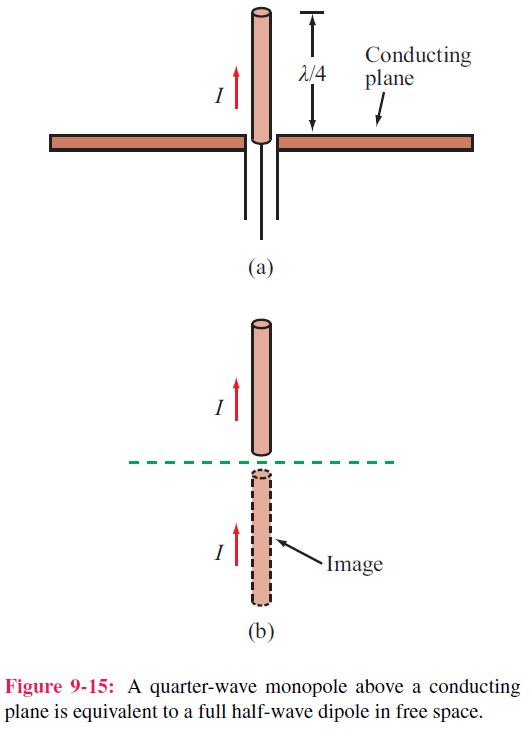 λ/4
Conducting
plane
I
(a)
I
I
Image
(b)
Figure 9-15: A quarter-wave monopole above a conducting
plane is equivalent to a full half-wave dipole in free space.